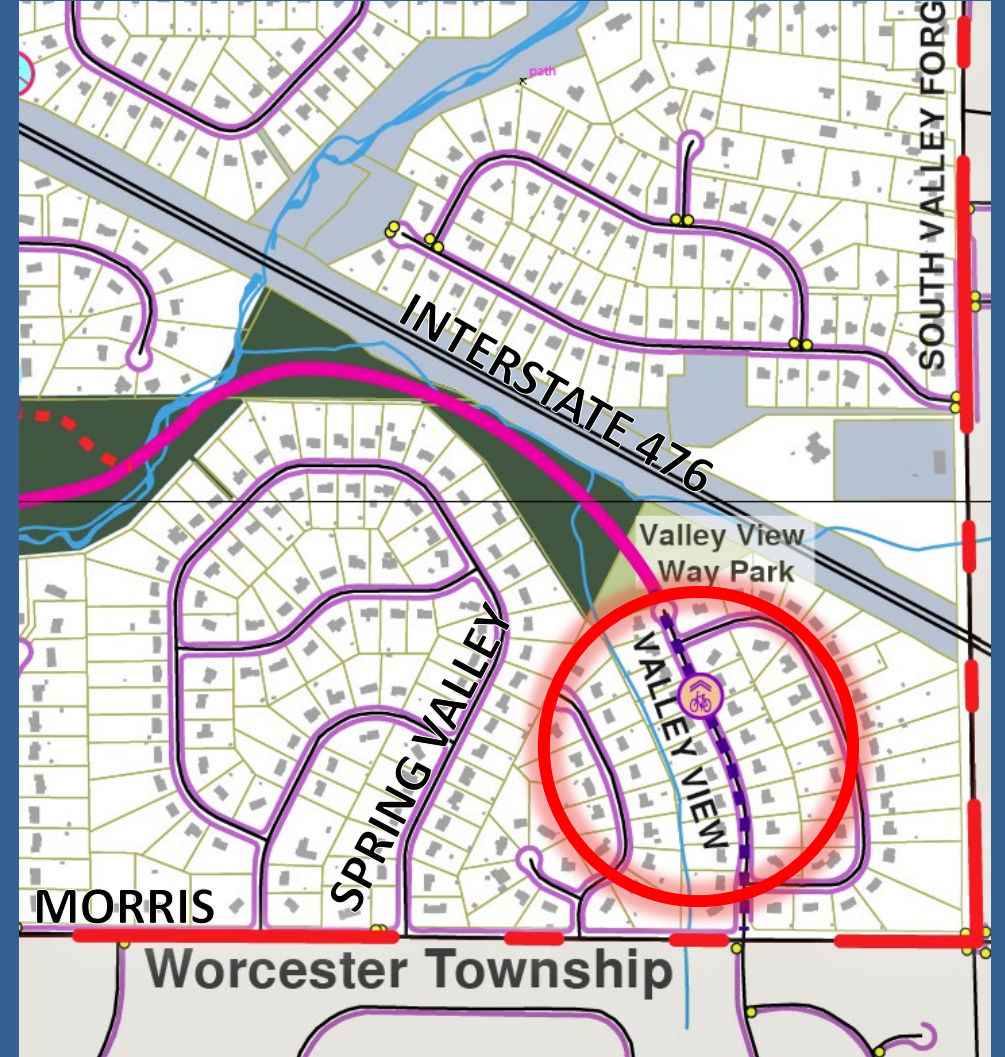 path
SOUTH VALLEY FORG
INTERSTATE 476
Valley View
Way Park
VALLEY VIEW
SPRING VALLEY
MORRIS
Worcester Township